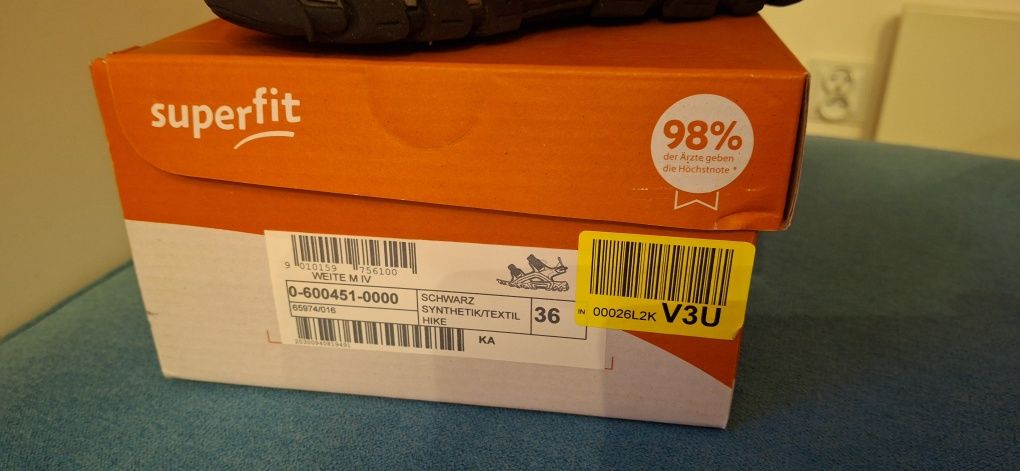 superfit
98%
der Ärzte geben
die Höchstnote *
9 010159 756100
WEITE M IV
0-600451-0000
65974/016
SCHWARZ
SYNTHETIK/TEXTIL
HIKE
36
KA
IN 00026L2K V3U